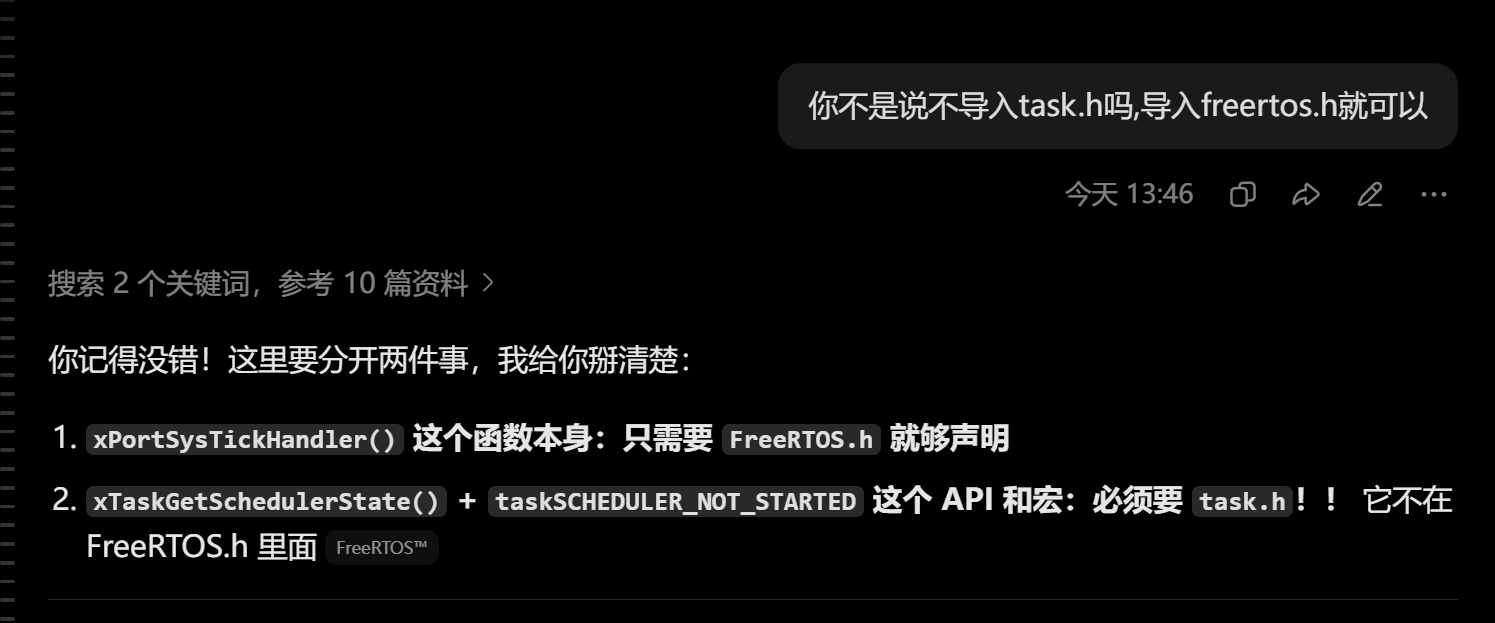 你不是说不导入task.h吗,导入freertos.h就可以
今天 13:46
搜索 2 个关键词，参考 10 篇资料
你记得没错！这里要分开两件事，我给你掰清楚：
1. xPortSysTickHandler() 这个函数本身：只需要 FreeRTOS.h 就够声明
2. xTaskGetSchedulerState() + taskSCHEDULER_NOT_STARTED 这个 API 和宏：必须要 task.h！！ 它不在
FreeRTOS.h 里面 FreeRTOS™